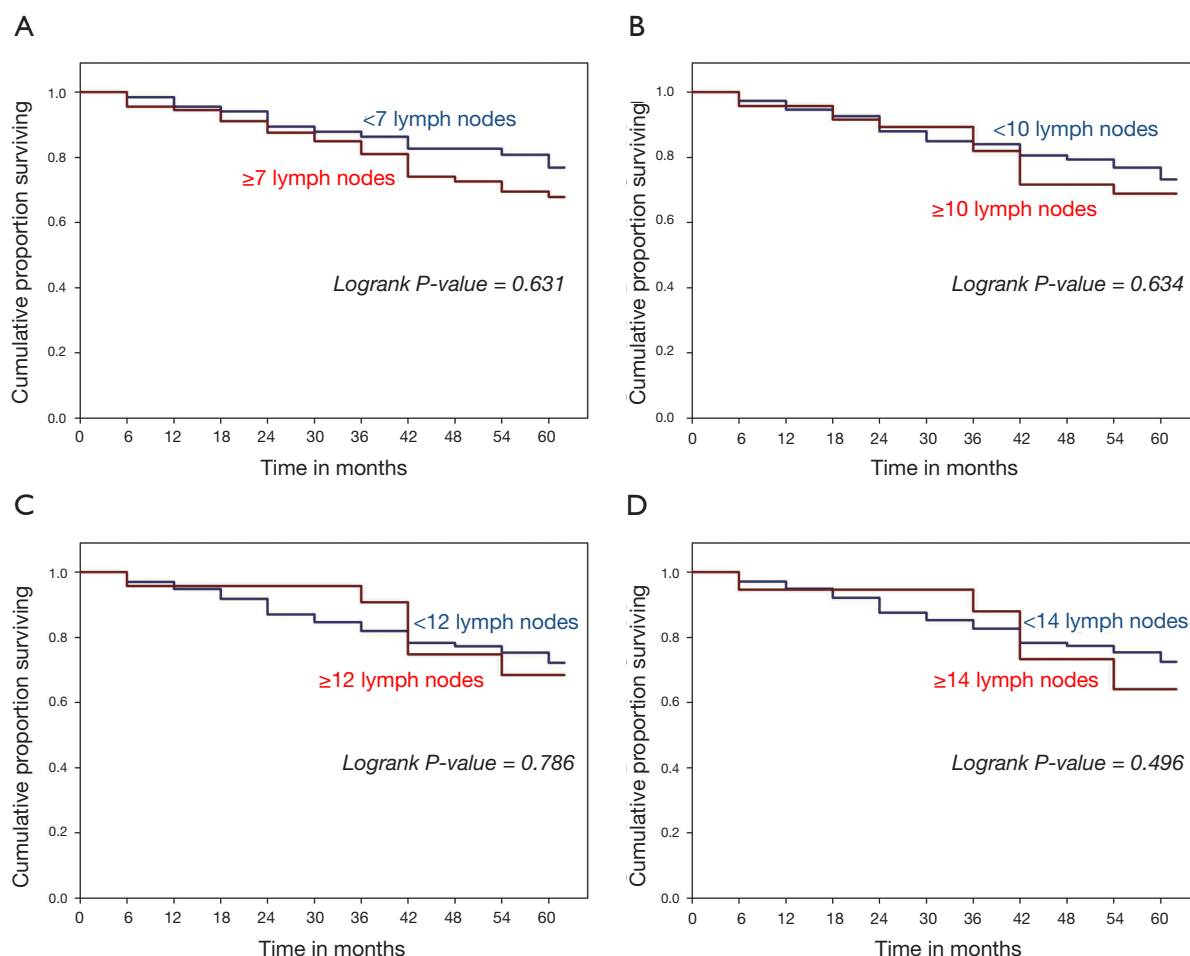 A
Cumulative proportion surviving
1.0
0.8
0.6
0.4
0.2
0.0
<7 lymph nodes
≥7 lymph nodes
Logrank P-value = 0.631
0 6 12 18 24 30 36 42 48 54 60
Time in months
B
Cumulative proportion surviving
1.0
0.8
0.6
0.4
0.2
0.0
<10 lymph nodes
≥10 lymph nodes
Logrank P-value = 0.634
0 6 12 18 24 30 36 42 48 54 60
Time in months
C
Cumulative proportion surviving
1.0
0.8
0.6
0.4
0.2
0.0
<12 lymph nodes
≥12 lymph nodes
Logrank P-value = 0.786
0 6 12 18 24 30 36 42 48 54 60
Time in months
D
Cumulative proportion surviving
1.0
0.8
0.6
0.4
0.2
0.0
<14 lymph nodes
≥14 lymph nodes
Logrank P-value = 0.496
0 6 12 18 24 30 36 42 48 54 60
Time in months